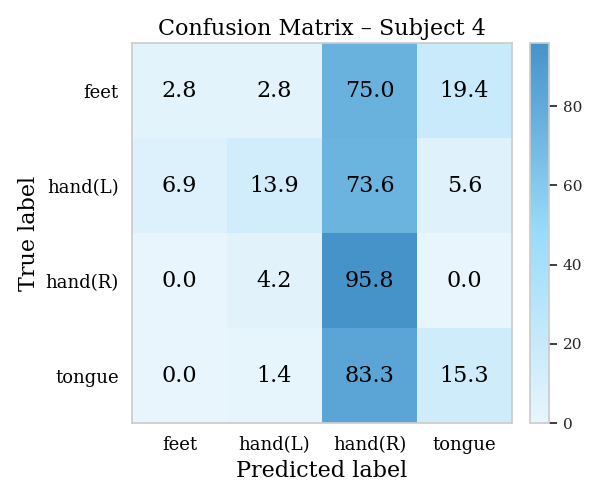 Confusion Matrix – Subject 4
True label
feet 2.8 2.8 75.0 19.4
hand(L) 6.9 13.9 73.6 5.6
hand(R) 0.0 4.2 95.8 0.0
tongue 0.0 1.4 83.3 15.3
feet hand(L) hand(R) tongue
Predicted label
80
60
40
20
0